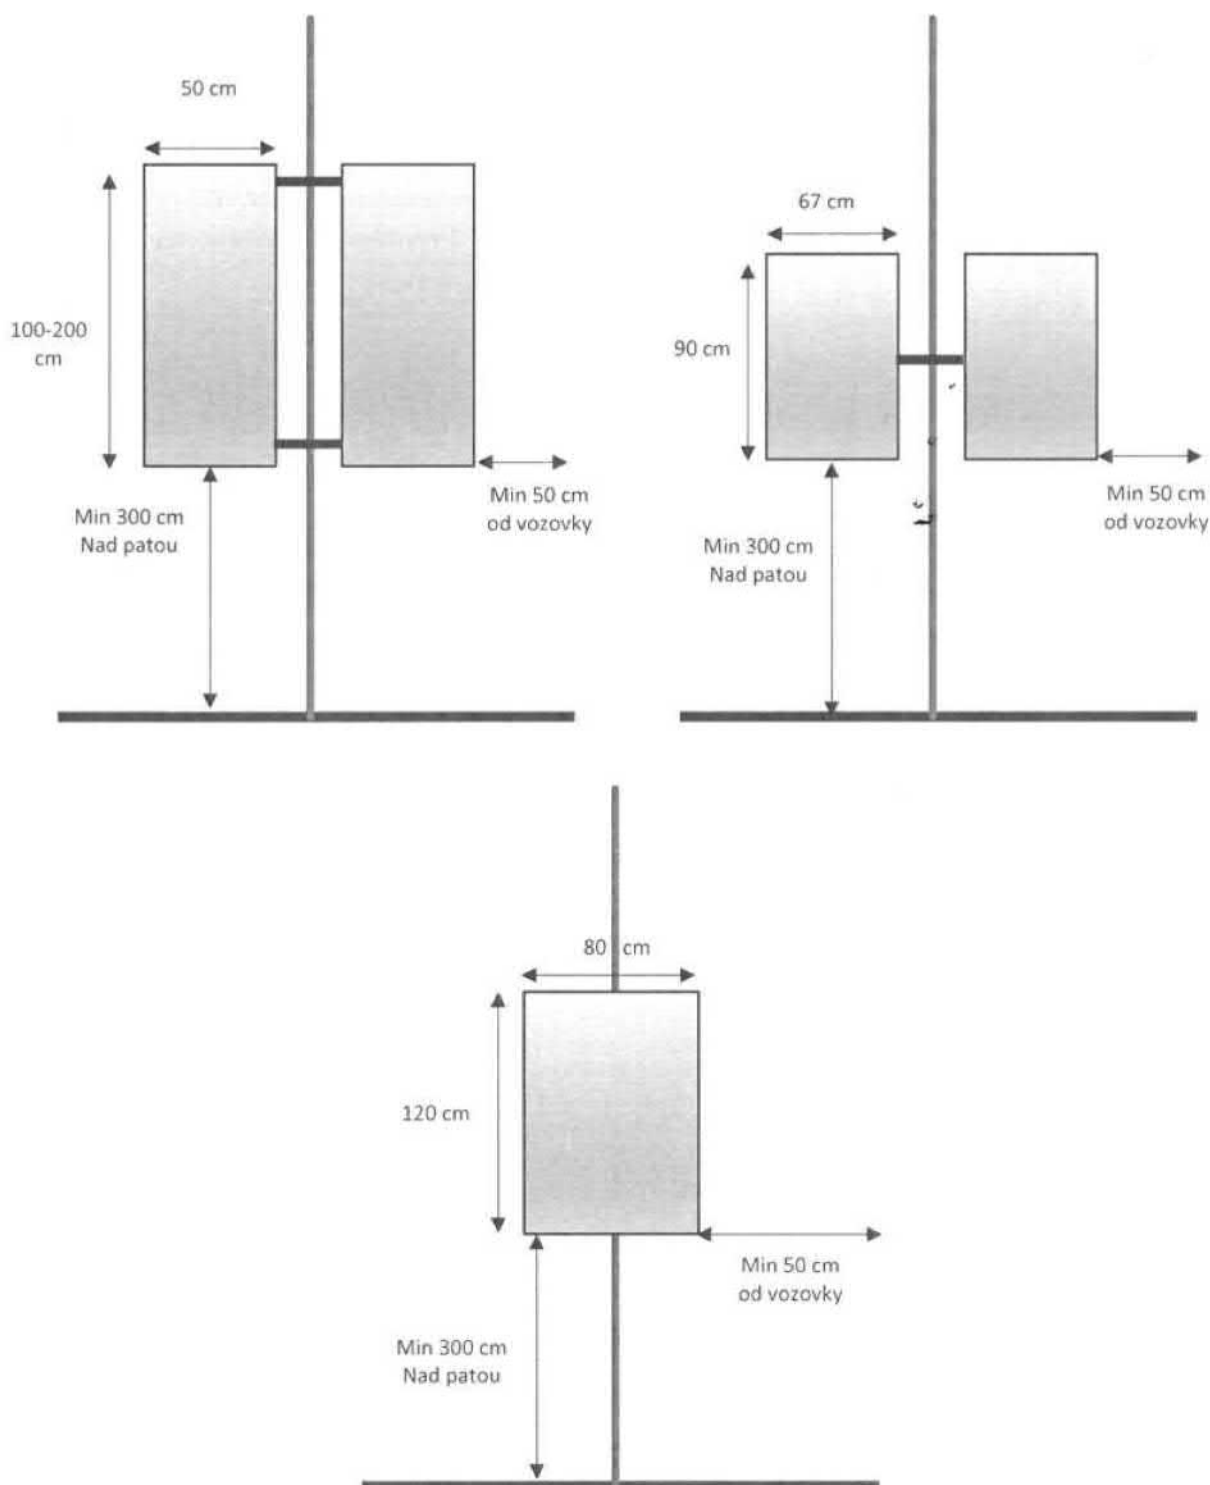 50 cm
100-200
cm
Min 300 cm
Nad patou
Min 50 cm
od vozovky
67 cm
90 cm
Min 300 cm
Nad patou
Min 50 cm
od vozovky
80 cm
120 cm
Min 50 cm
od vozovky
Min 300 cm
Nad patou